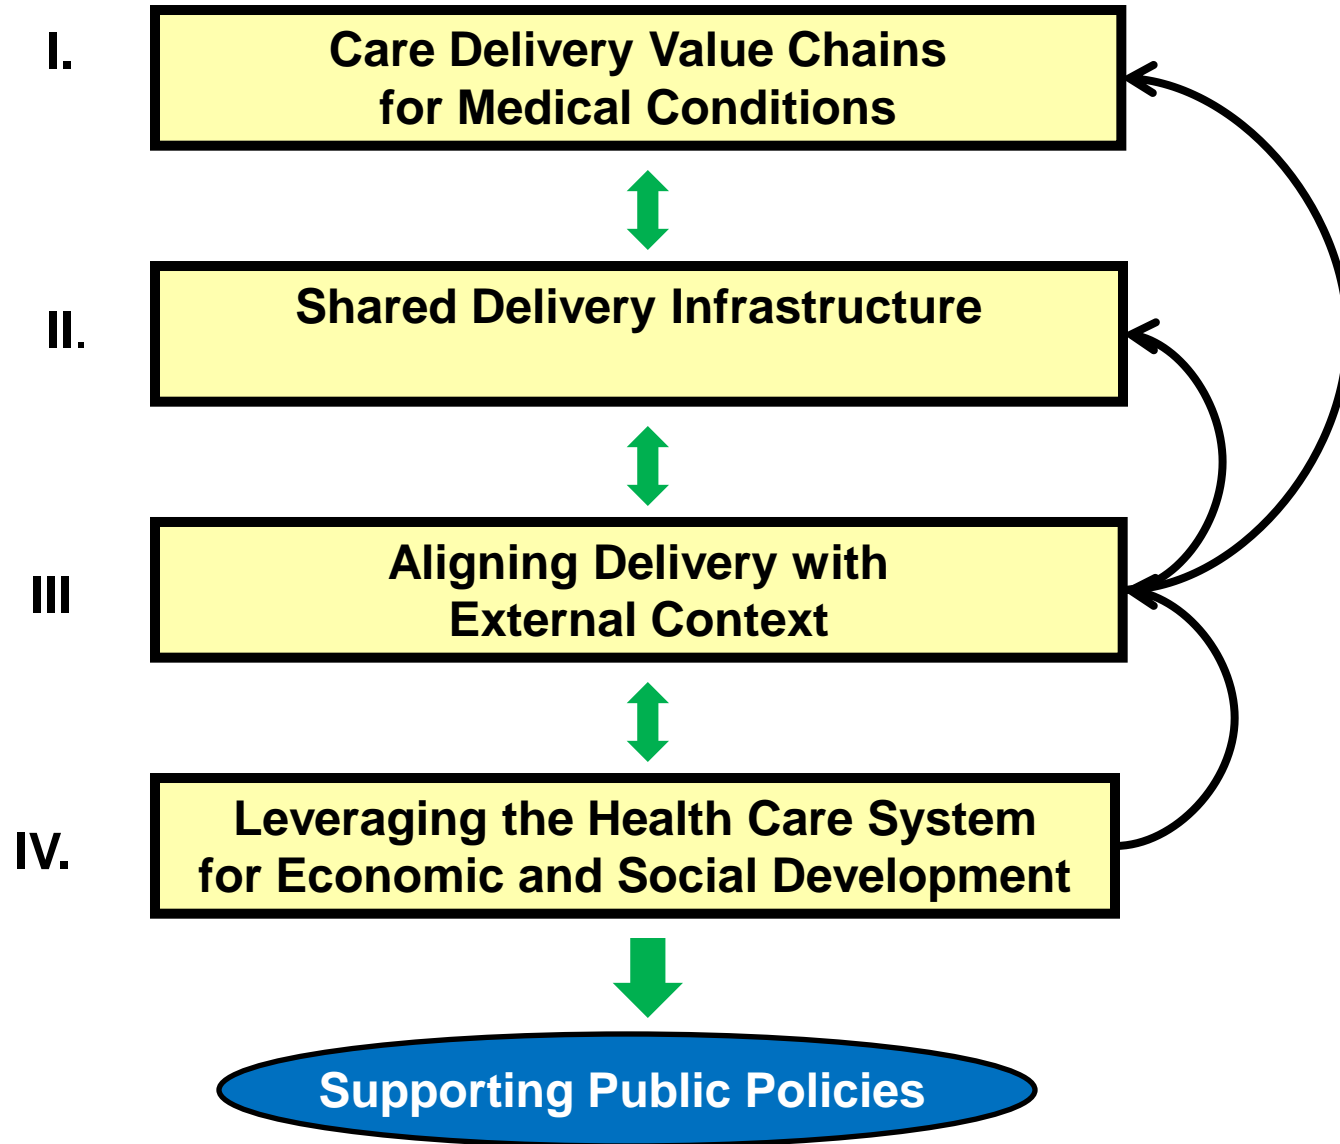 I.
Care Delivery Value Chains
for Medical Conditions
II.
Shared Delivery Infrastructure
III
Aligning Delivery with
External Context
IV.
Leveraging the Health Care System
for Economic and Social Development
Supporting Public Policies